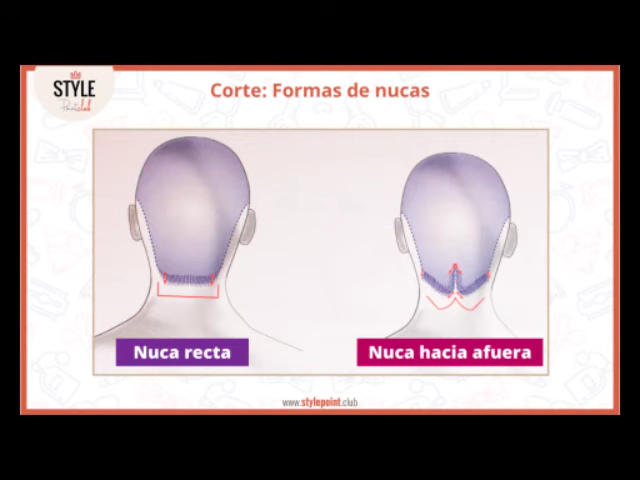 STYLE
Point club
Corte: Formas de nucas
Nuca recta
Nuca hacia afuera
www.stylepoint.club